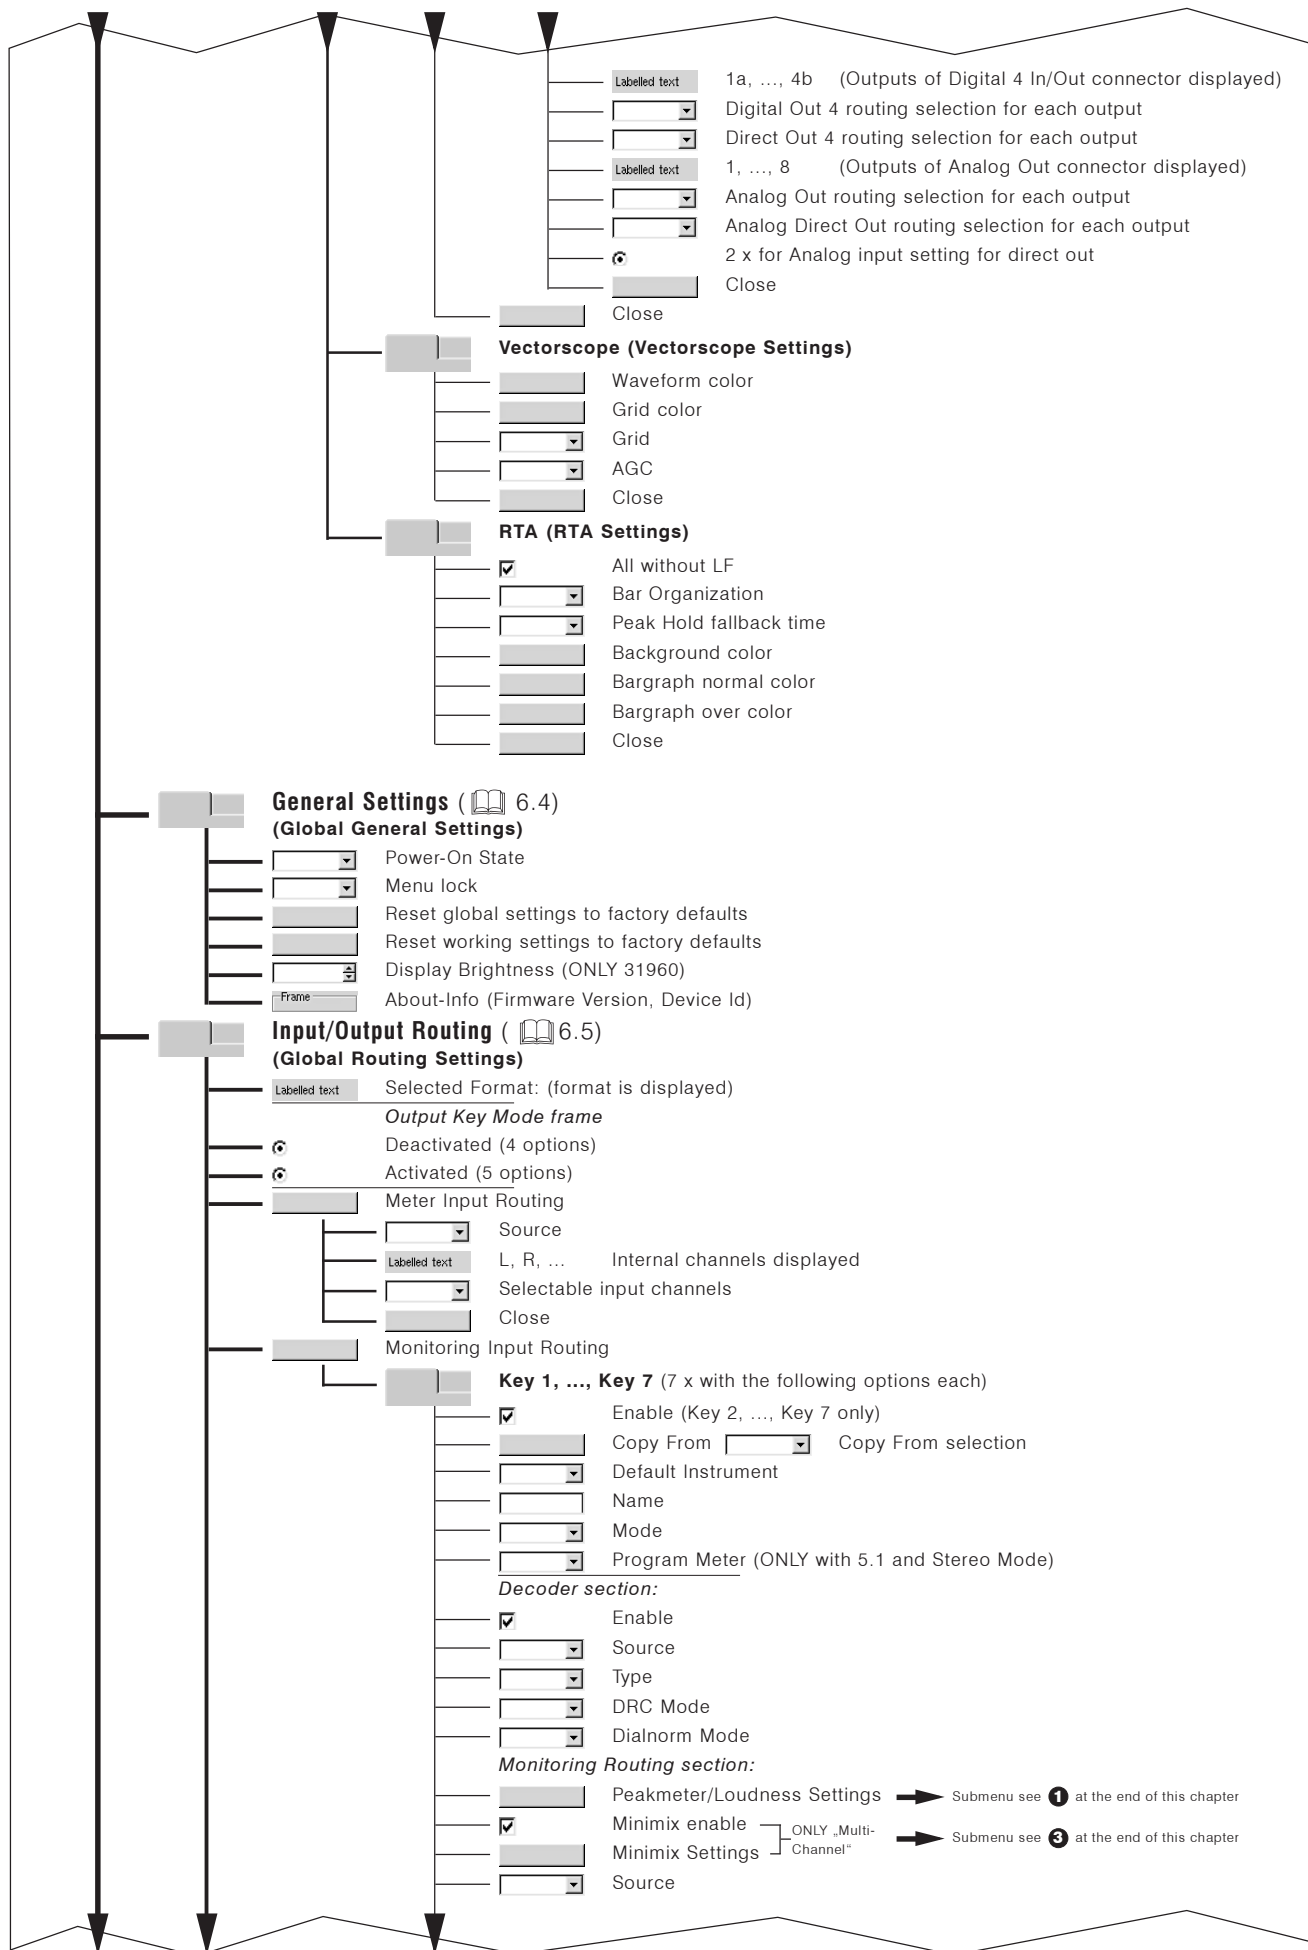 Labelled text 1a, ..., 4b (Outputs of Digital 4 In/Out connector displayed)
Digital Out 4 routing selection for each output
Direct Out 4 routing selection for each output
Labelled text 1, ..., 8 (Outputs of Analog Out connector displayed)
Analog Out routing selection for each output
Analog Direct Out routing selection for each output
2 x for Analog input setting for direct out
Close
Close
Vectorscope (Vectorscope Settings)
Waveform color
Grid color
Grid
AGC
Close
RTA (RTA Settings)
All without LF
Bar Organization
Peak Hold fallback time
Background color
Bargraph normal color
Bargraph over color
Close
General Settings ( 6.4)
(Global General Settings)
Power-On State
Menu lock
Reset global settings to factory defaults
Reset working settings to factory defaults
Display Brightness (ONLY 31960)
Frame About-Info (Firmware Version, Device Id)
Input/Output Routing ( 6.5)
(Global Routing Settings)
Labelled text Selected Format: (format is displayed)
Output Key Mode frame
Deactivated (4 options)
Activated (5 options)
Meter Input Routing
Source
Labelled text L, R, ... Internal channels displayed
Selectable input channels
Close
Monitoring Input Routing
Key 1, ..., Key 7 (7 x with the following options each)
Enable (Key 2, ..., Key 7 only)
Copy From Copy From selection
Default Instrument
Name
Mode
Program Meter (ONLY with 5.1 and Stereo Mode)
Decoder section:
Enable
Source
Type
DRC Mode
Dialnorm Mode
Monitoring Routing section:
Peakmeter/Loudness Settings Submenu see 1 at the end of this chapter
Minimix enable ONLY „Multi-
Channel“ Submenu see 3 at the end of this chapter
Minimix Settings
Source